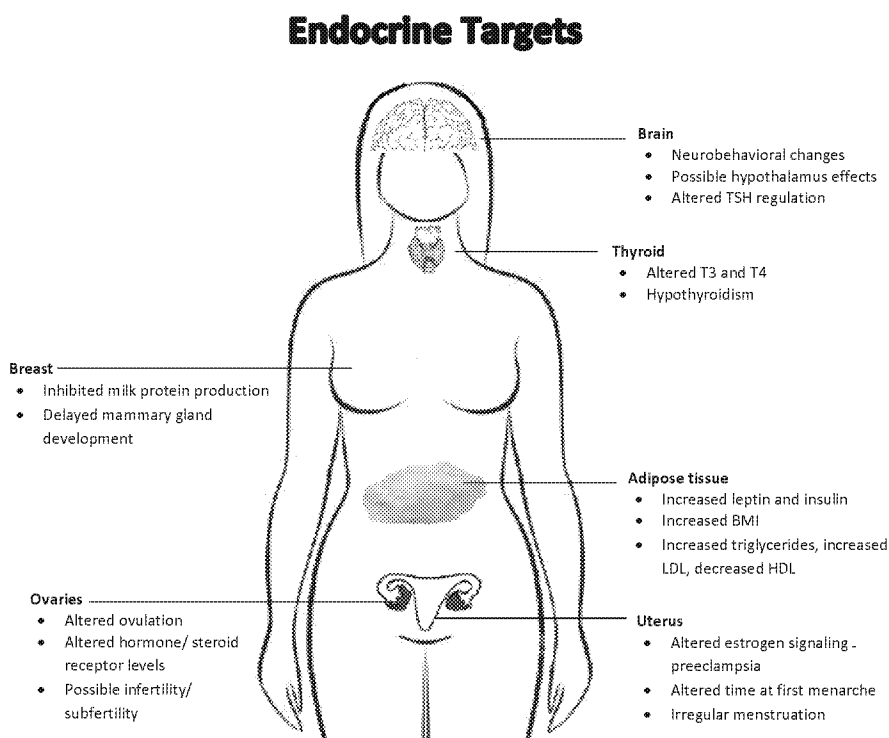 Endocrine Targets
Brain
• Neurobehavioral changes
• Possible hypothalamus effects
• Altered TSH regulation
Thyroid
• Altered T3 and T4
• Hypothyroidism
Breast
• Inhibited milk protein production
• Delayed mammary gland
development
Adipose tissue
• Increased leptin and insulin
• Increased BMI
• Increased triglycerides, increased
LDL, decreased HDL
Ovaries
• Altered ovulation
• Altered hormone/ steroid
receptor levels
• Possible infertility/
subfertility
Uterus
• Altered estrogen signaling -
preeclampsia
• Altered time at first menarche
• Irregular menstruation